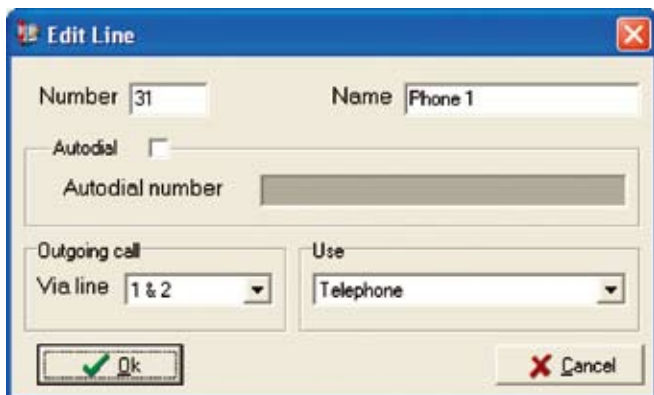 Edit Line
Number 31 Name Phone 1
Autodial
Autodial number
Outgoing call Use
Via line 1 & 2 Telephone
Ok Cancel